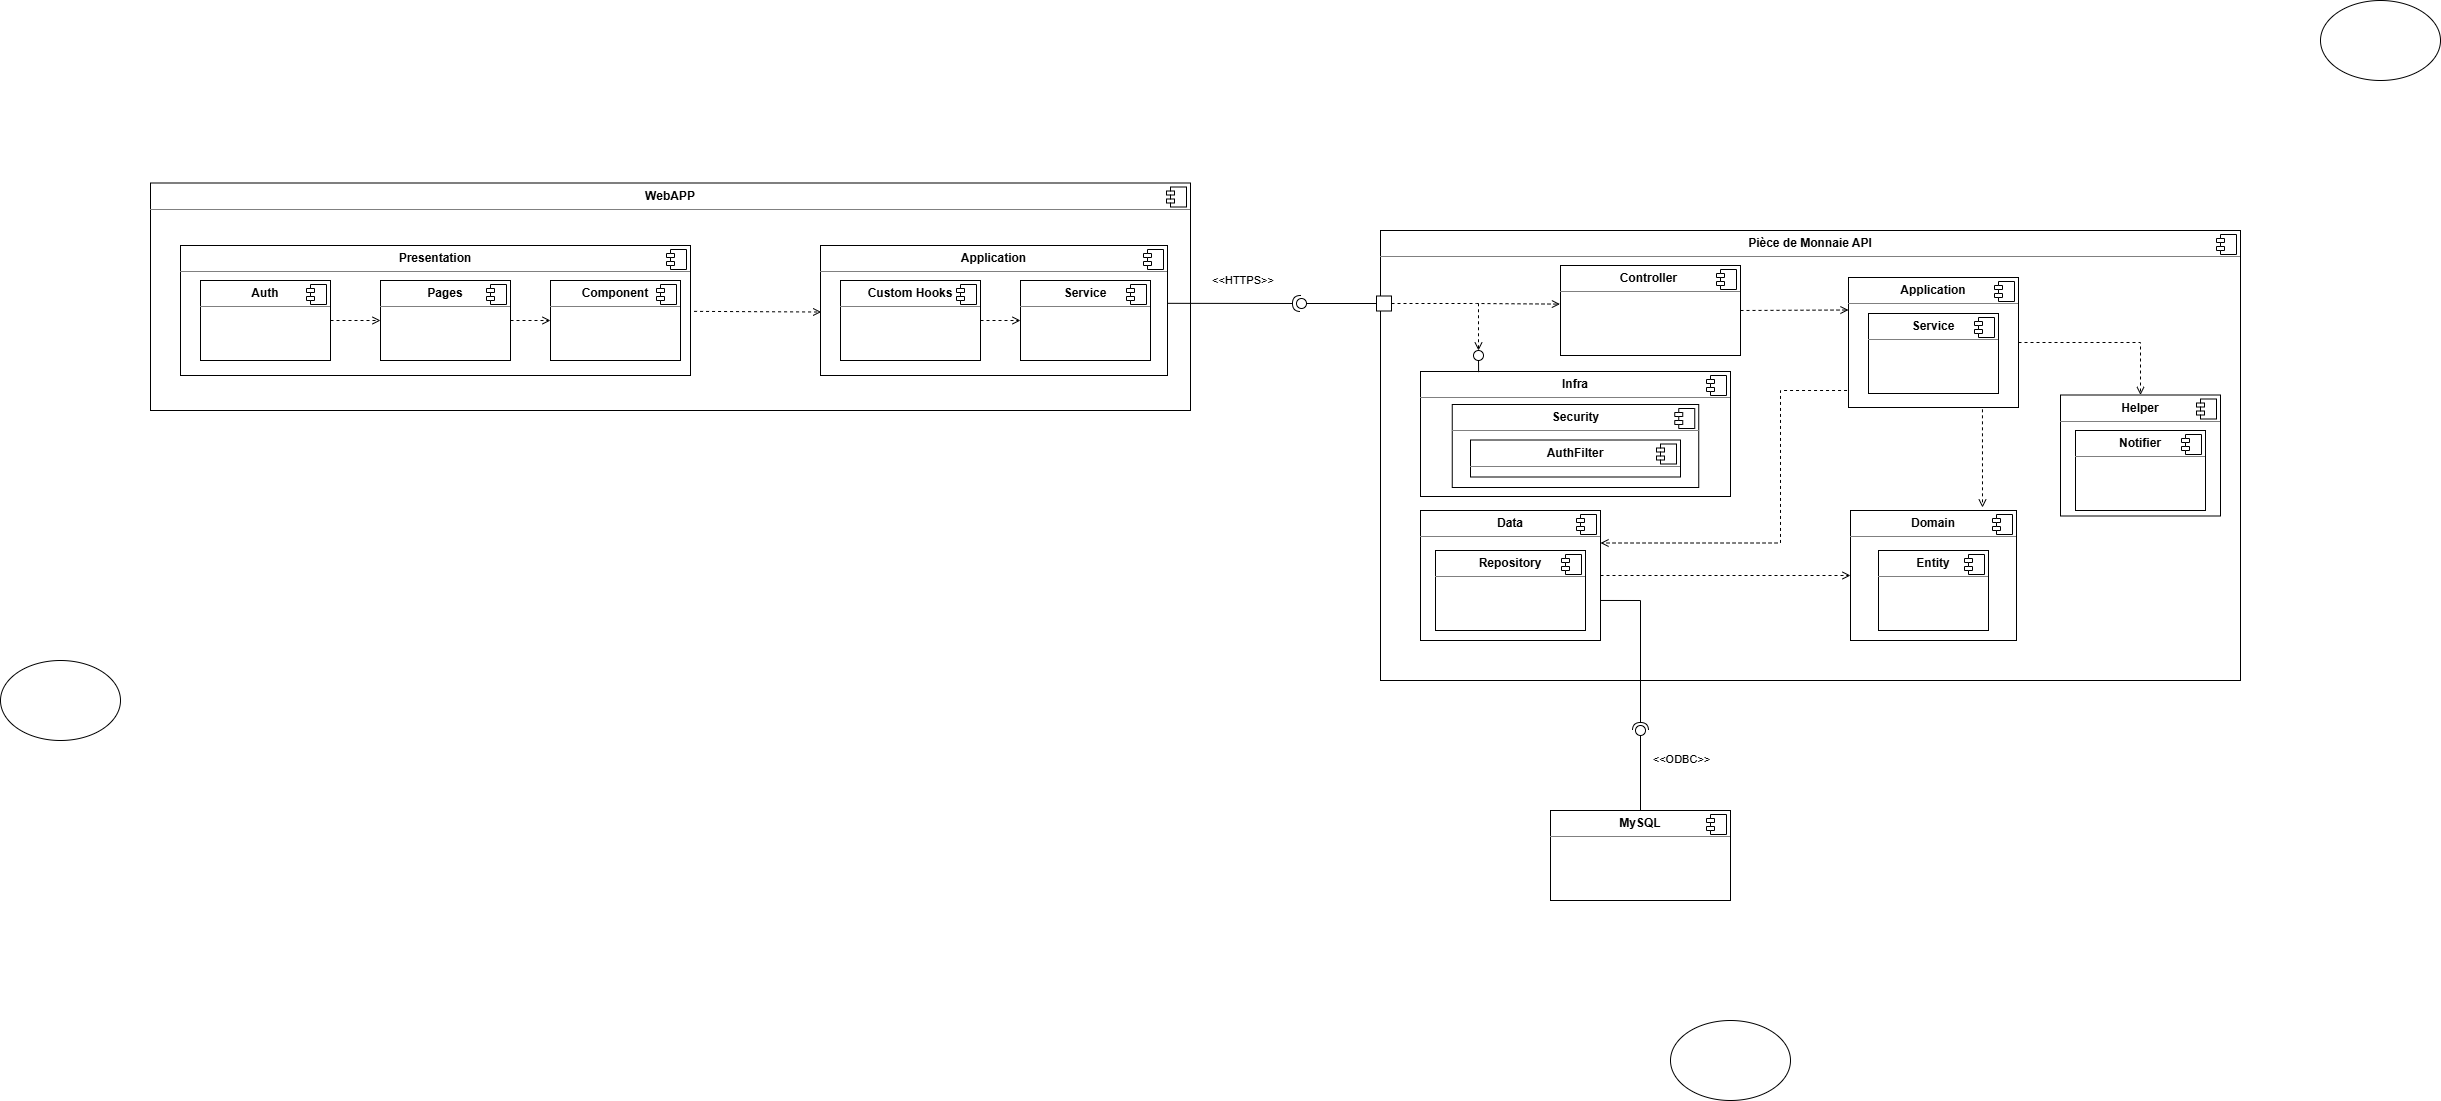 WebAPP
Presentation
Auth
Pages
Component
Application
Custom Hooks
Service
<<HTTPS>>
Pièce de Monnaie API
Controller
Application
Service
Infra
Security
AuthFilter
Helper
Notifier
Data
Repository
Domain
Entity
<<ODBC>>
MySQL